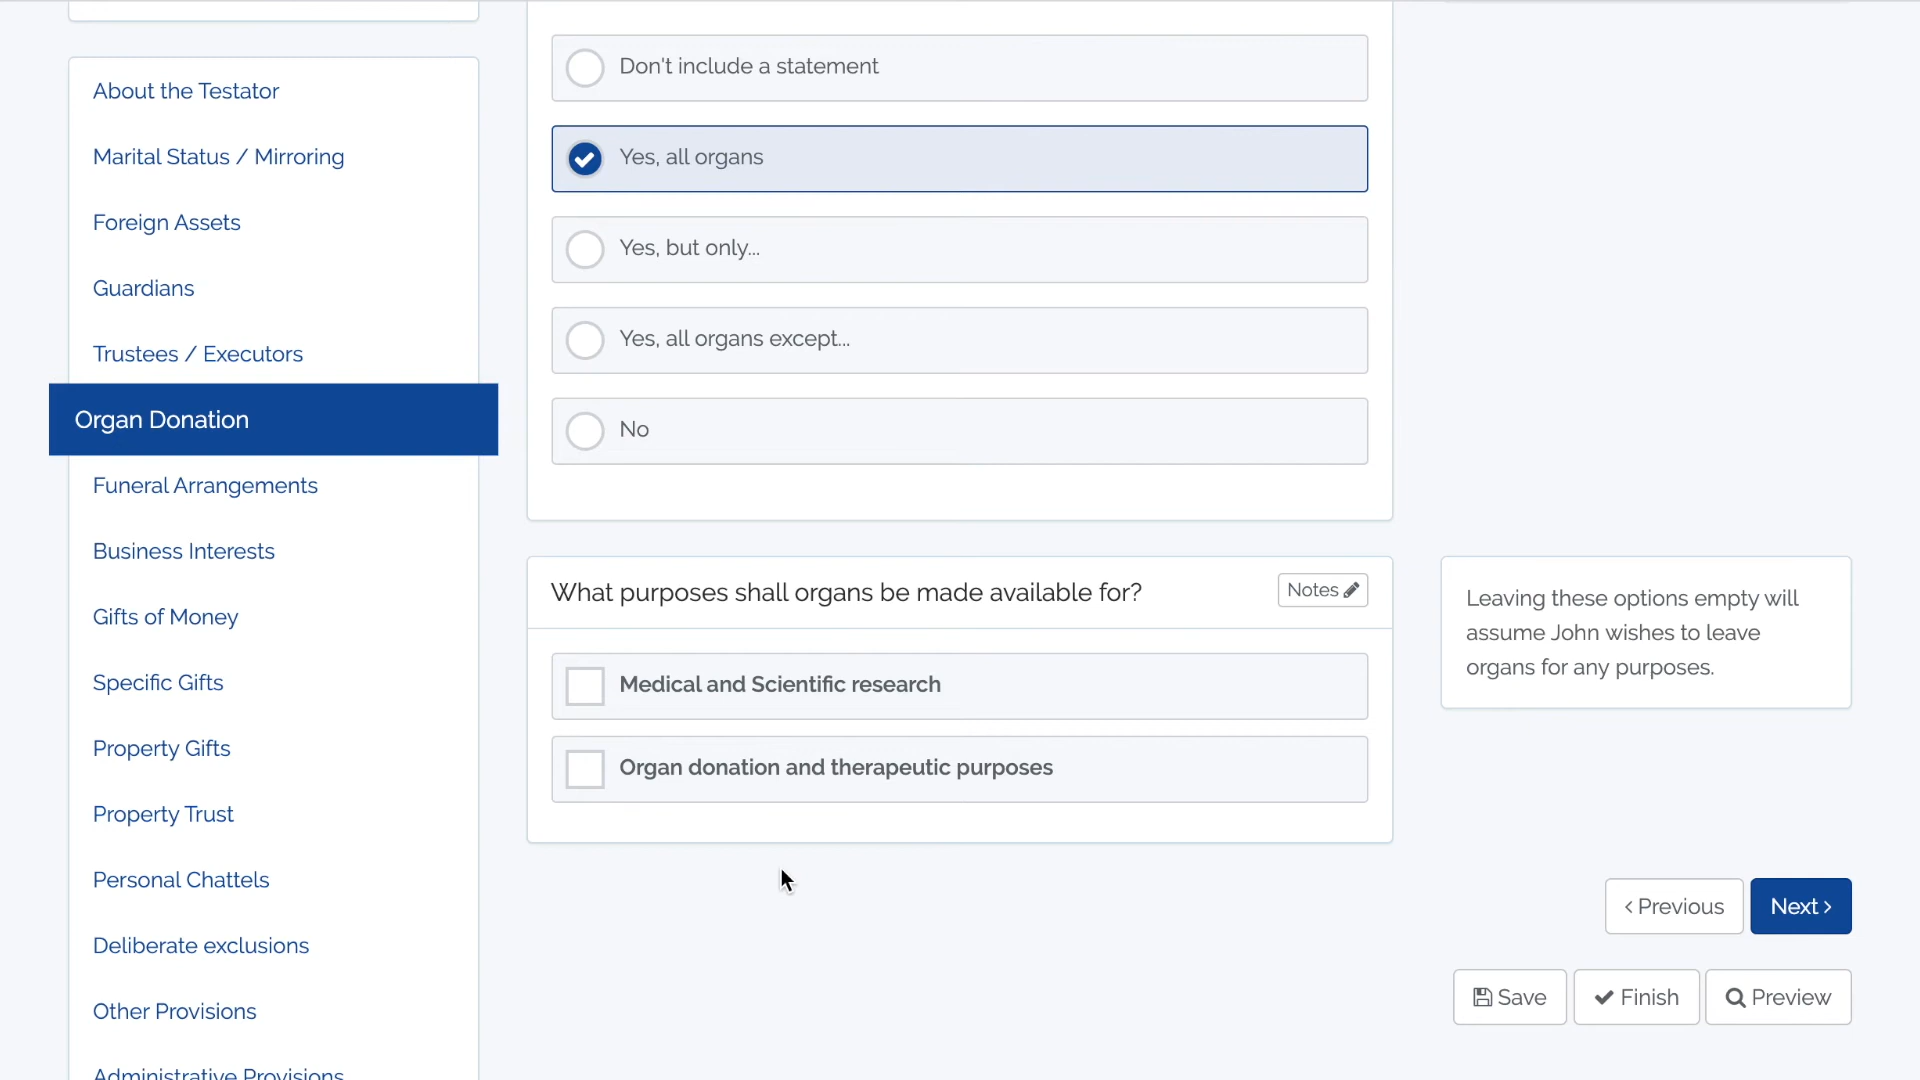 About the Testator
Marital Status / Mirroring
Foreign Assets
Guardians
Trustees / Executors
Organ Donation
Funeral Arrangements
Business Interests
Gifts of Money
Specific Gifts
Property Gifts
Property Trust
Personal Chattels
Deliberate exclusions
Other Provisions
Administrative Provisions
Don't include a statement
Yes, all organs
Yes, but only...
Yes, all organs except...
No
What purposes shall organs be made available for?
Notes
Medical and Scientific research
Organ donation and therapeutic purposes
Leaving these options empty will
assume John wishes to leave
organs for any purposes.
Previous
Next
Save
Finish
Preview